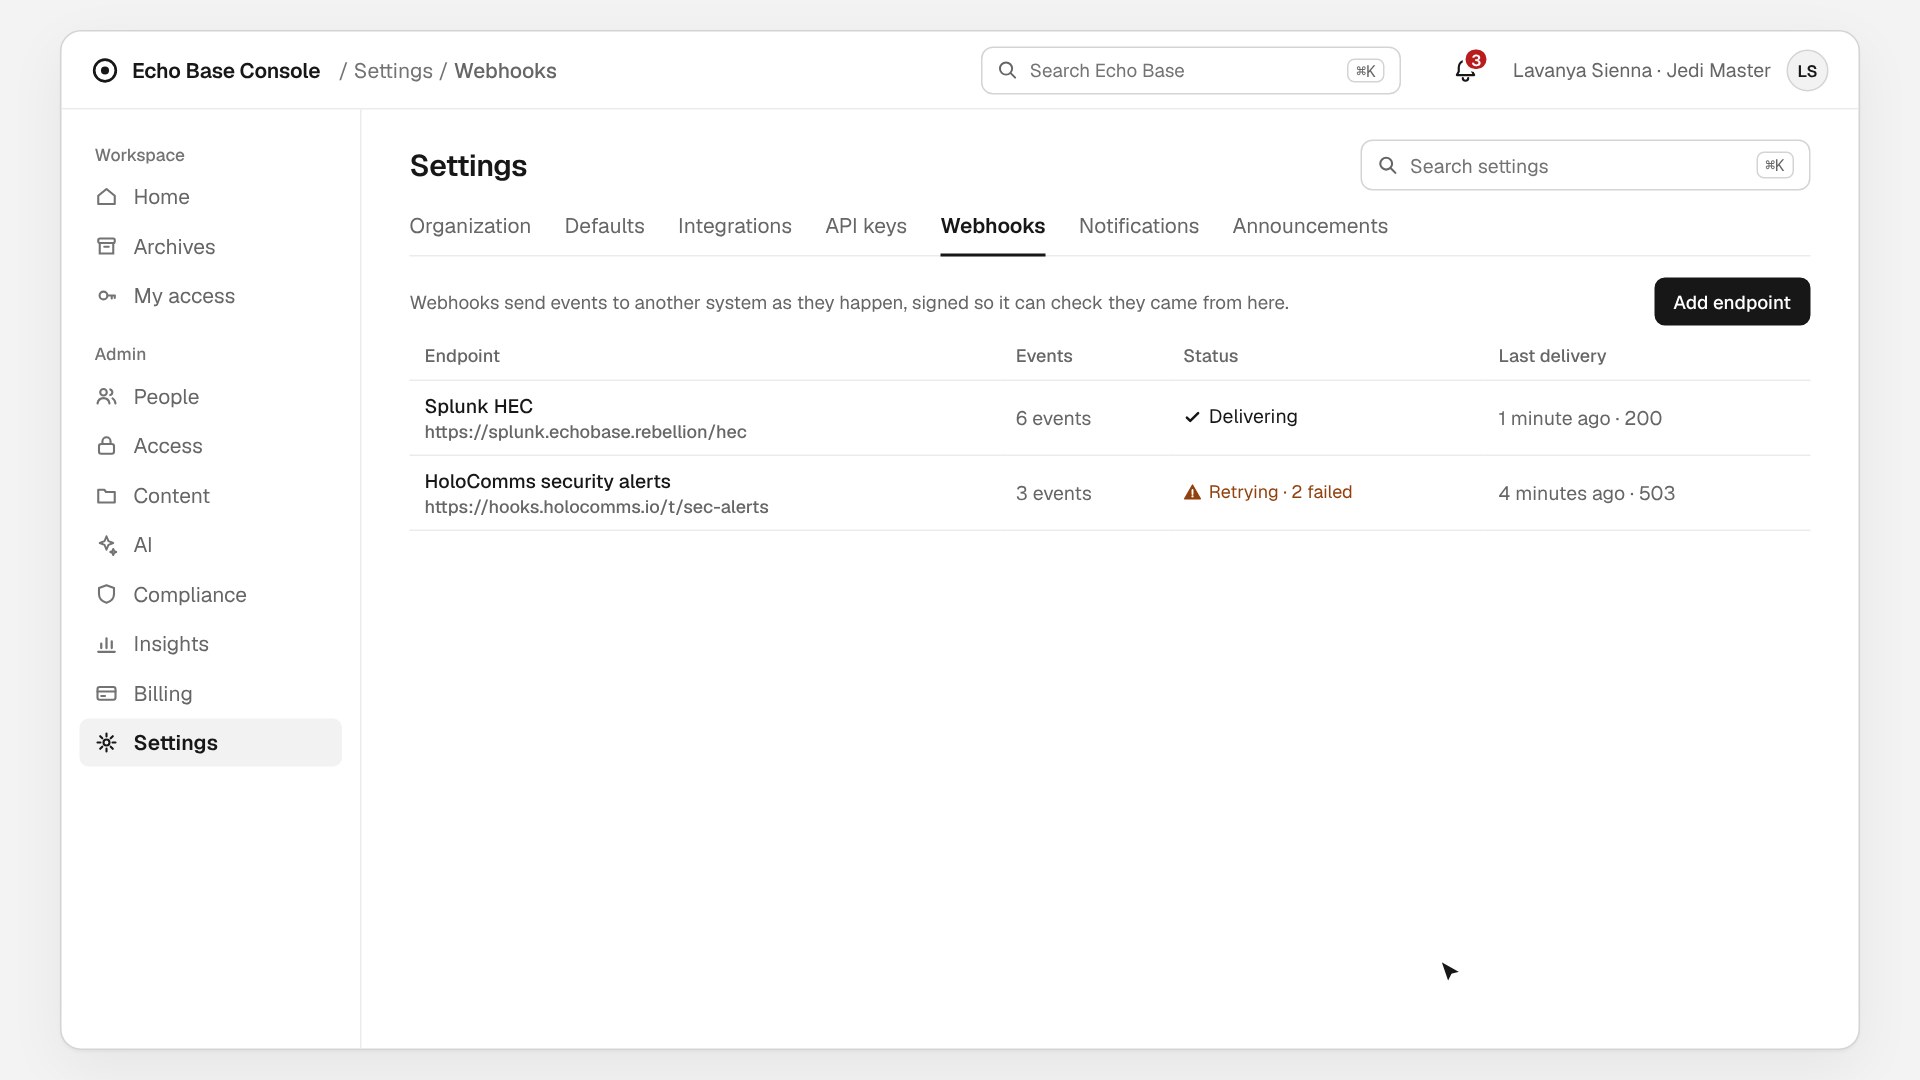 Echo Base Console / Settings / Webhooks
Search Echo Base ⌘K
3
Lavanya Sienna · Jedi Master LS
Workspace
Home
Archives
My access
Admin
People
Access
Content
AI
Compliance
Insights
Billing
Settings
Settings
Search settings ⌘K
Organization Defaults Integrations API keys Webhooks Notifications Announcements
Webhooks send events to another system as they happen, signed so it can check they came from here.
Add endpoint
Endpoint Events Status Last delivery
Splunk HEC
https://splunk.echobase.rebellion/hec
6 events Delivering 1 minute ago · 200
HoloComms security alerts
https://hooks.holocomms.io/t/sec-alerts
3 events Retrying · 2 failed 4 minutes ago · 503